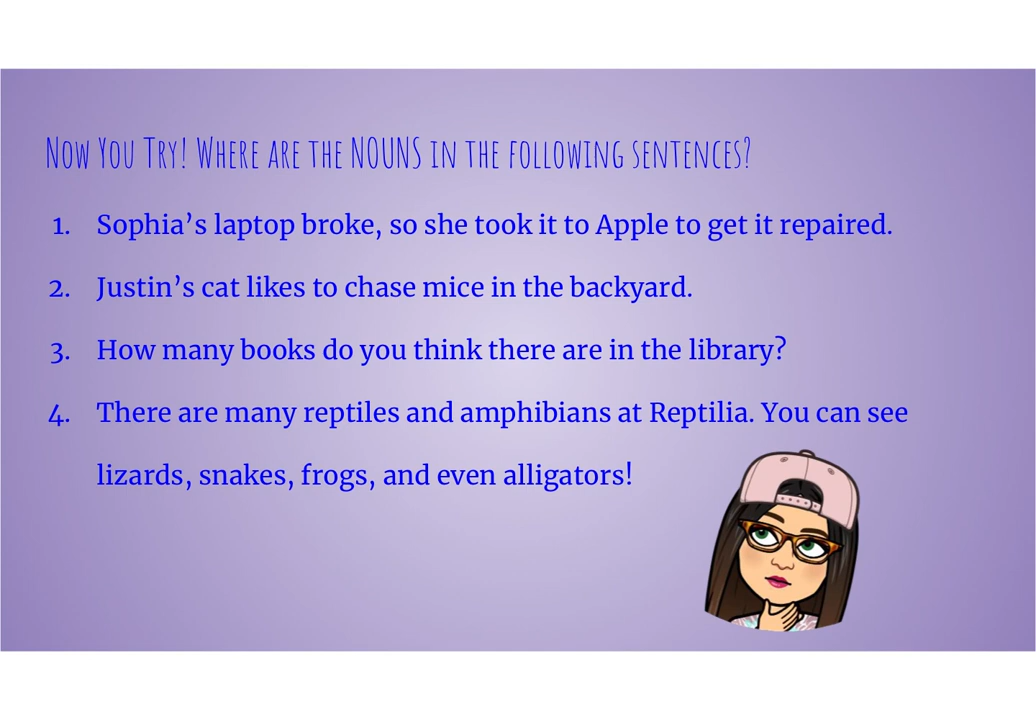 Now You Try! Where are the NOUNS in the following sentences?
1. Sophia’s laptop broke, so she took it to Apple to get it repaired.
2. Justin’s cat likes to chase mice in the backyard.
3. How many books do you think there are in the library?
4. There are many reptiles and amphibians at Reptilia. You can see
lizards, snakes, frogs, and even alligators!